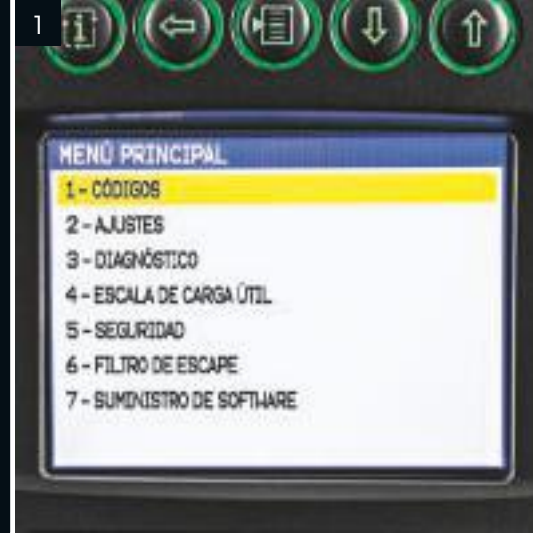 1
MENÚ PRINCIPAL
1 - CÓDIGOS
2 - AJUSTES
3 - DIAGNÓSTICO
4 - ESCALA DE CARGA ÚTIL
5 - SEGURIDAD
6 - FILTRO DE ESCAPE
7 - SUMINISTRO DE SOFTWARE